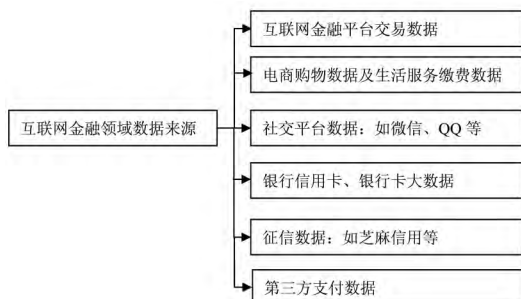 互联网金融平台交易数据
电商购物数据及生活服务缴费数据
互联网金融领域数据来源
社交平台数据：如微信、QQ 等
银行信用卡、银行卡大数据
征信数据：如芝麻信用等
第三方支付数据